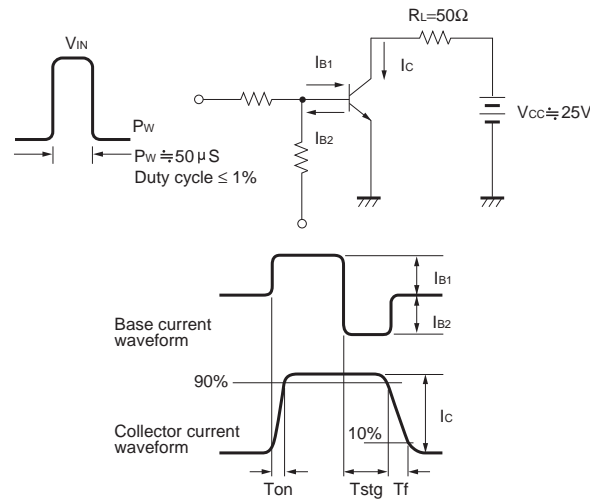 RL=50Ω
VIN
IB1
IC
VCC≒25V
PW
IB2
PW≒50μS
Duty cycle ≤ 1%
IB1
IB2
Base current
waveform
90%
IC
10%
Collector current
waveform
Ton
Tstg
Tf